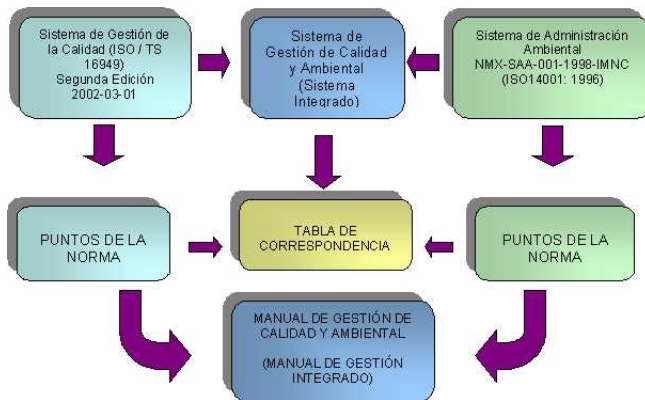 Sistema de Gestión de
la Calidad (ISO / TS
16949)
Segunda Edición
2002-03-01
Sistema de
Gestión de Calidad
y Ambiental
(Sistema
Integrado)
Sistema de Administración
Ambiental
NMX-SAA-001-1998-IMNC
(ISO14001: 1996)
PUNTOS DE LA
NORMA
TABLA DE
CORRESPONDENCIA
PUNTOS DE LA
NORMA
MANUAL DE GESTIÓN DE
CALIDAD Y AMBIENTAL
(MANUAL DE GESTIÓN
INTEGRADO)